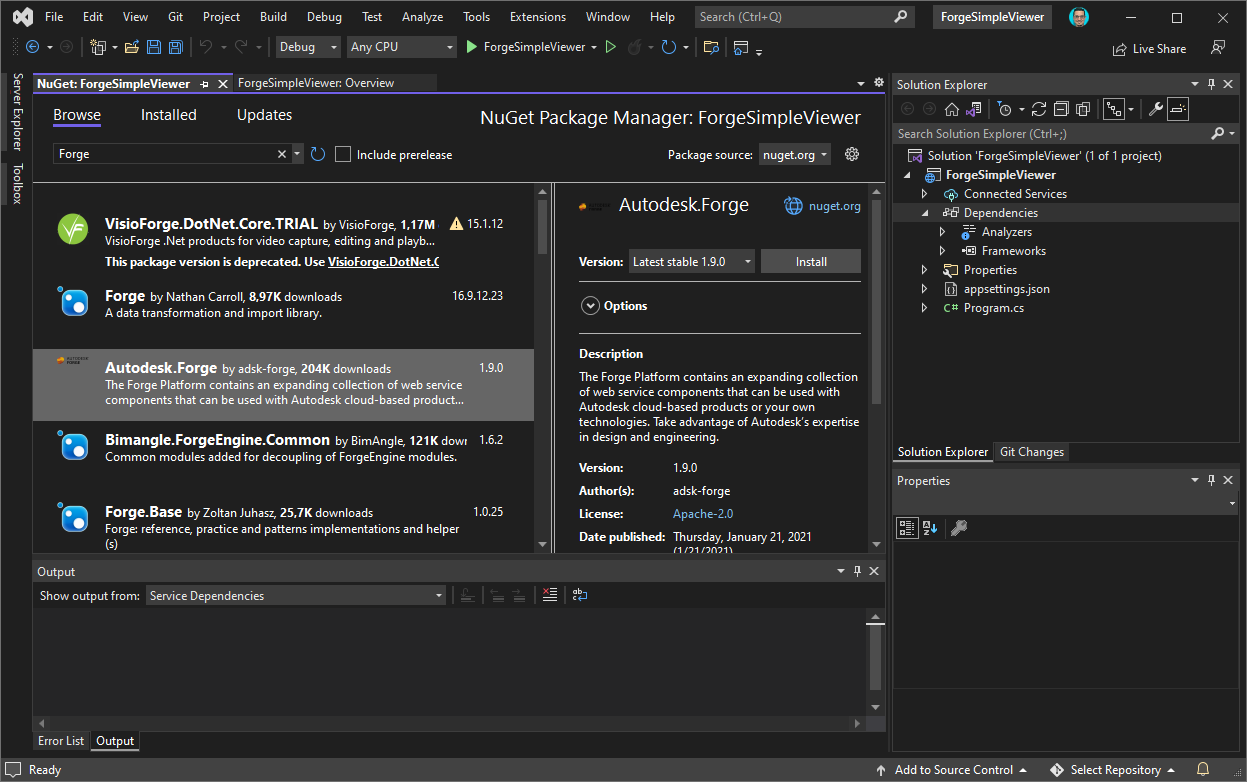 File Edit View Git Project Build Debug Test Analyze Tools Extensions Window Help Search (Ctrl+Q) ForgeSimpleViewer
Debug Any CPU ForgeSimpleViewer Live Share
Server Explorer
Toolbox
NuGet: ForgeSimpleViewer ForgeSimpleViewer: Overview
Browse Installed Updates NuGet Package Manager: ForgeSimpleViewer
Forge Include prerelease Package source: nuget.org
VisioForge.DotNet.Core.TRIAL by VisioForge, 1,17M 15.1.12
VisioForge .Net products for video capture, editing and playb...
This package version is deprecated. Use VisioForge.DotNet.C
Forge by Nathan Carroll, 8,97K downloads 16.9.12.23
A data transformation and import library.
AUTODESK FORGE
Autodesk.Forge by adsk-forge, 204K downloads 1.9.0
The Forge Platform contains an expanding collection of web service
components that can be used with Autodesk cloud-based product...
Bimangle.ForgeEngine.Common by BimAngle, 121K dowr 1.6.2
Common modules added for decoupling of ForgeEngine modules.
Forge.Base by Zoltan Juhasz, 25,7K downloads 1.0.25
Forge: reference, practice and patterns implementations and helper
(s)
Autodesk.Forge nuget.org
Version: Latest stable 1.9.0 Install
Options
Description
The Forge Platform contains an expanding collection
of web service components that can be used with
Autodesk cloud-based products or your own
technologies. Take advantage of Autodesk's expertise
in design and engineering.
Version: 1.9.0
Author(s): adsk-forge
License: Apache-2.0
Date published: Thursday, January 21, 2021
(1/21/2021)
Output
Show output from: Service Dependencies
Error List Output
Solution Explorer
Search Solution Explorer (Ctrl+;)
Solution 'ForgeSimpleViewer' (1 of 1 project)
ForgeSimpleViewer
Connected Services
Dependencies
Analyzers
Frameworks
Properties
appsettings.json
C# Program.cs
Solution Explorer Git Changes
Properties
Ready Add to Source Control Select Repository